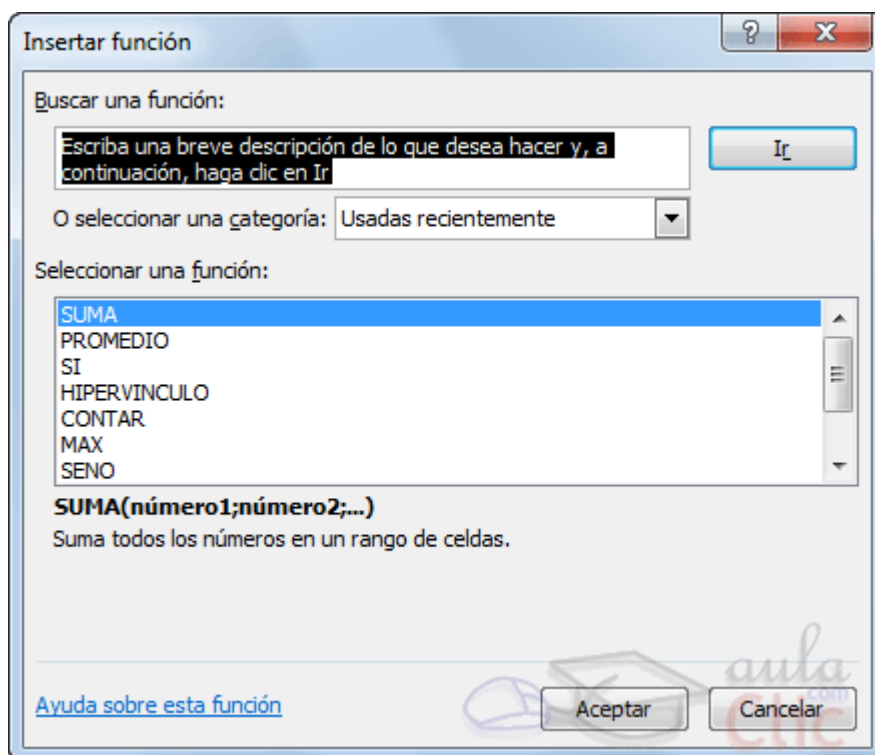 Insertar función
Buscar una función:
Escriba una breve descripción de lo que desea hacer y, a
continuación, haga clic en Ir
Ir
O seleccionar una categoría: Usadas recientemente
Seleccionar una función:
SUMA
PROMEDIO
SI
HIPERVINCULO
CONTAR
MAX
SENO
SUMA(número1;número2;...)
Suma todos los números en un rango de celdas.
Ayuda sobre esta función
Aceptar
Cancelar
aula
.com
Clic